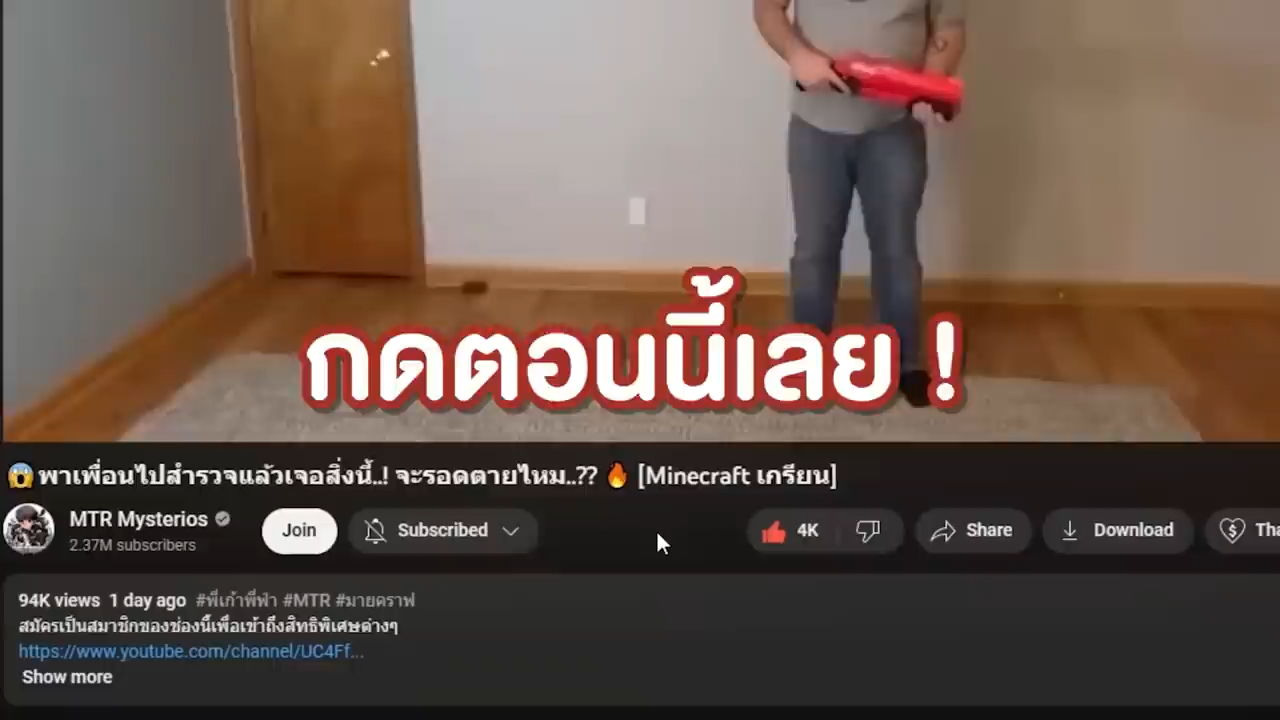 กดตอนนี้เลย !
😱พาเพื่อนไปสำรวจแล้วเจอสิ่งนี้..! จะรอดตายไหม..?? 🔥 [Minecraft เกรียน]
MTR Mysterios
2.37M subscribers
Join
Subscribed
4K
Share
Download
Tha
94K views 1 day ago #พี่เก้าพี่ฟ้า #MTR #มายคราฟ
สมัครเป็นสมาชิกของช่องนี้เพื่อเข้าถึงสิทธิพิเศษต่างๆ
https://www.youtube.com/channel/UC4Ff...
Show more